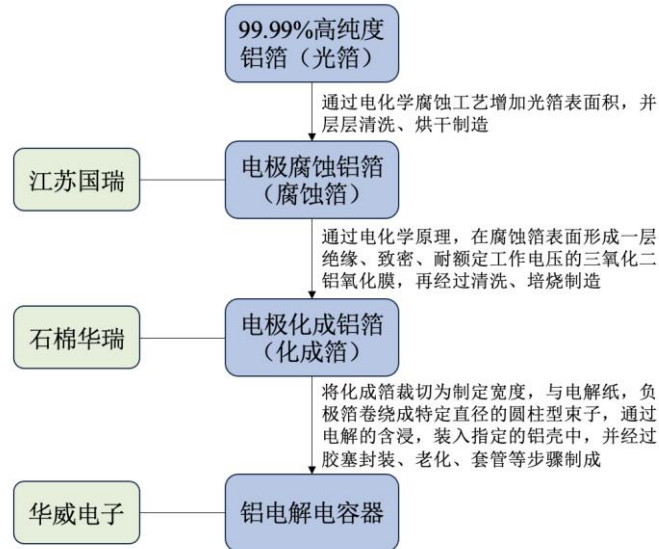 99.99%高纯度
铝箔（光箔）
通过电化学腐蚀工艺增加光箔表面积，并
层层清洗、烘干制造
江苏国瑞
电极腐蚀铝箔
（腐蚀箔）
通过电化学原理，在腐蚀箔表面形成一层
绝缘、致密、耐额定工作电压的三氧化二
铝氧化膜，再经过清洗、培烧制造
石棉华瑞
电极化成铝箔
（化成箔）
将化成箔裁切为制定宽度，与电解纸，负
极箔卷绕成特定直径的圆柱型束子，通过
电解的含浸，装入指定的铝壳中，并经过
胶塞封装、老化、套管等步骤制成
华威电子
铝电解电容器